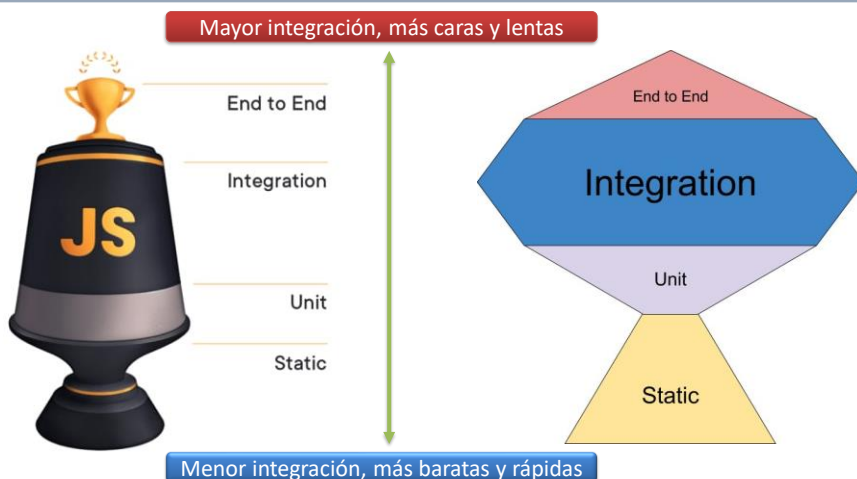 Mayor integración, más caras y lentas
End to End
Integration
JS
Unit
Static
End to End
Integration
Unit
Static
Menor integración, más baratas y rápidas